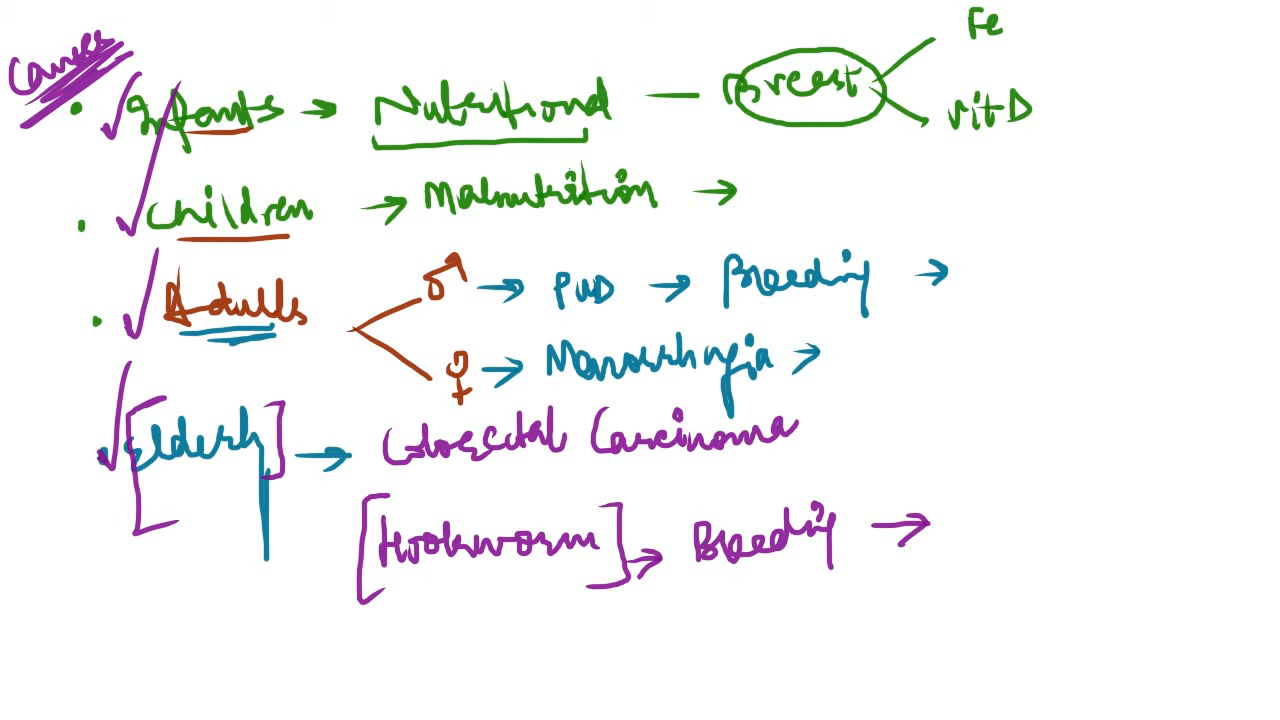 Causes
Fe
• Infants → Nutritional — Breast
vit D
• Children → Malnutrition →
• Adults
♂ → PUD → Bleeding →
♀ → Menorrhagia →
• [Elderly] → Colorectal Carcinoma
[Hookworm] → Bleeding →